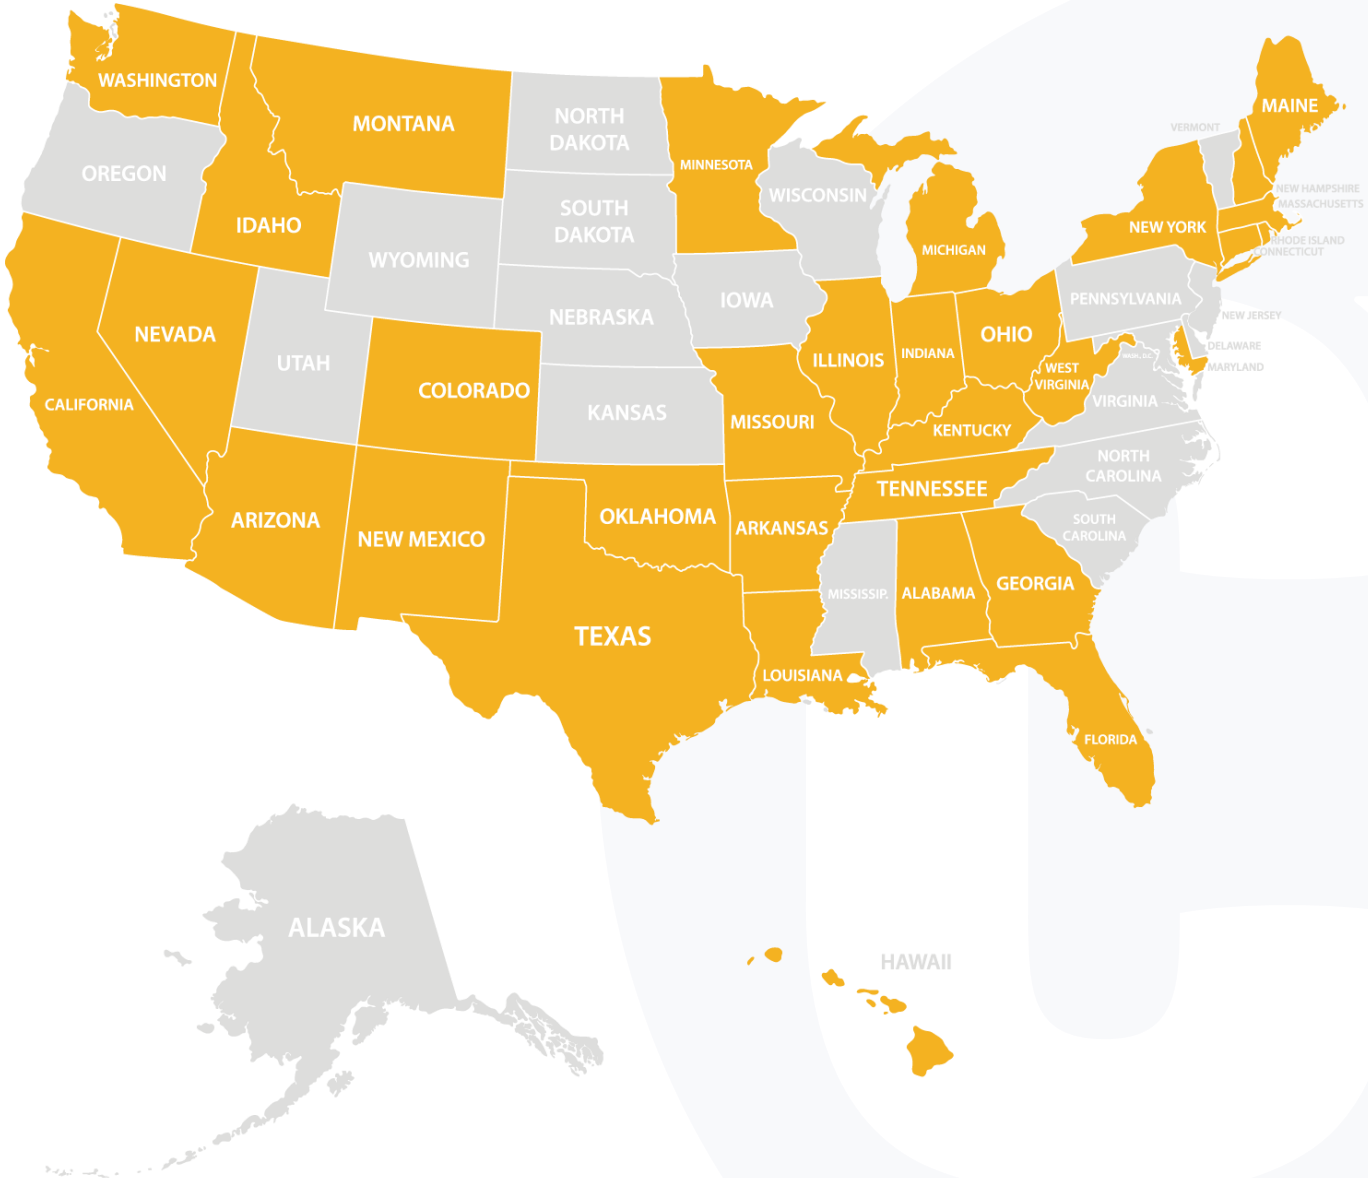 WASHINGTON
MONTANA
NORTH
DAKOTA
MINNESOTA
MAINE
VERMONT
OREGON
IDAHO
WYOMING
SOUTH
DAKOTA
WISCONSIN
MICHIGAN
NEW YORK
NEW HAMPSHIRE
MASSACHUSETTS
RHODE ISLAND
CONNECTICUT
NEVADA
UTAH
COLORADO
NEBRASKA
IOWA
ILLINOIS
INDIANA
OHIO
PENNSYLVANIA
NEW JERSEY
DELAWARE
MARYLAND
WASH., D.C.
WEST
VIRGINIA
VIRGINIA
CALIFORNIA
KANSAS
MISSOURI
KENTUCKY
NORTH
CAROLINA
TENNESSEE
ARIZONA
NEW MEXICO
OKLAHOMA
ARKANSAS
SOUTH
CAROLINA
MISSISSIP.
ALABAMA
GEORGIA
TEXAS
LOUISIANA
FLORIDA
ALASKA
HAWAII